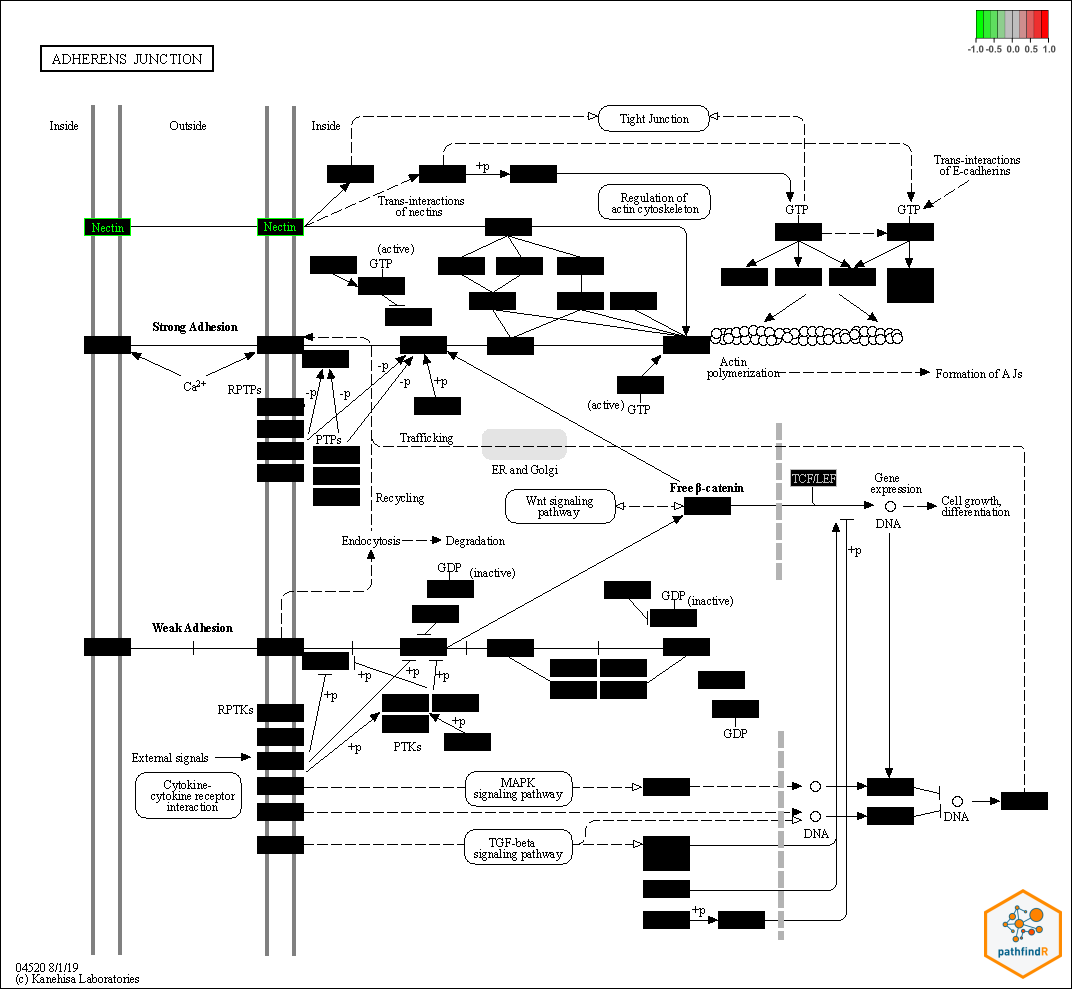 -1.0 -0.5 0.0 0.5 1.0
ADHERENS JUNCTION
Inside
Outside
Inside
Tight Junction
+p
Trans-interactions
of E-cadherins
Trans-interactions
of nectins
Regulation of
actin cytoskeleton
GTP
GTP
Nectin
Nectin
(active)
GTP
Strong Adhesion
Ca2+
Actin
polymerization
Formation of AJs
RPTPs
-p
-p
-p
-p
+p
(active)
GTP
PTPs
Trafficking
ER and Golgi
Recycling
Free β-catenin
Wnt signaling
pathway
TCF/LEF
Gene
expression
DNA
Cell growth,
differentiation
+p
Endocytosis
Degradation
GDP
(inactive)
GDP
(inactive)
Weak Adhesion
+p
+p
+p
+p
+p
+p
RPTKs
PTKs
GDP
External signals
Cytokine-
cytokine receptor
interaction
MAPK
signaling pathway
DNA
DNA
TGF-beta
signaling pathway
+p
04520 8/1/19
(c) Kanehisa Laboratories
pathfindR